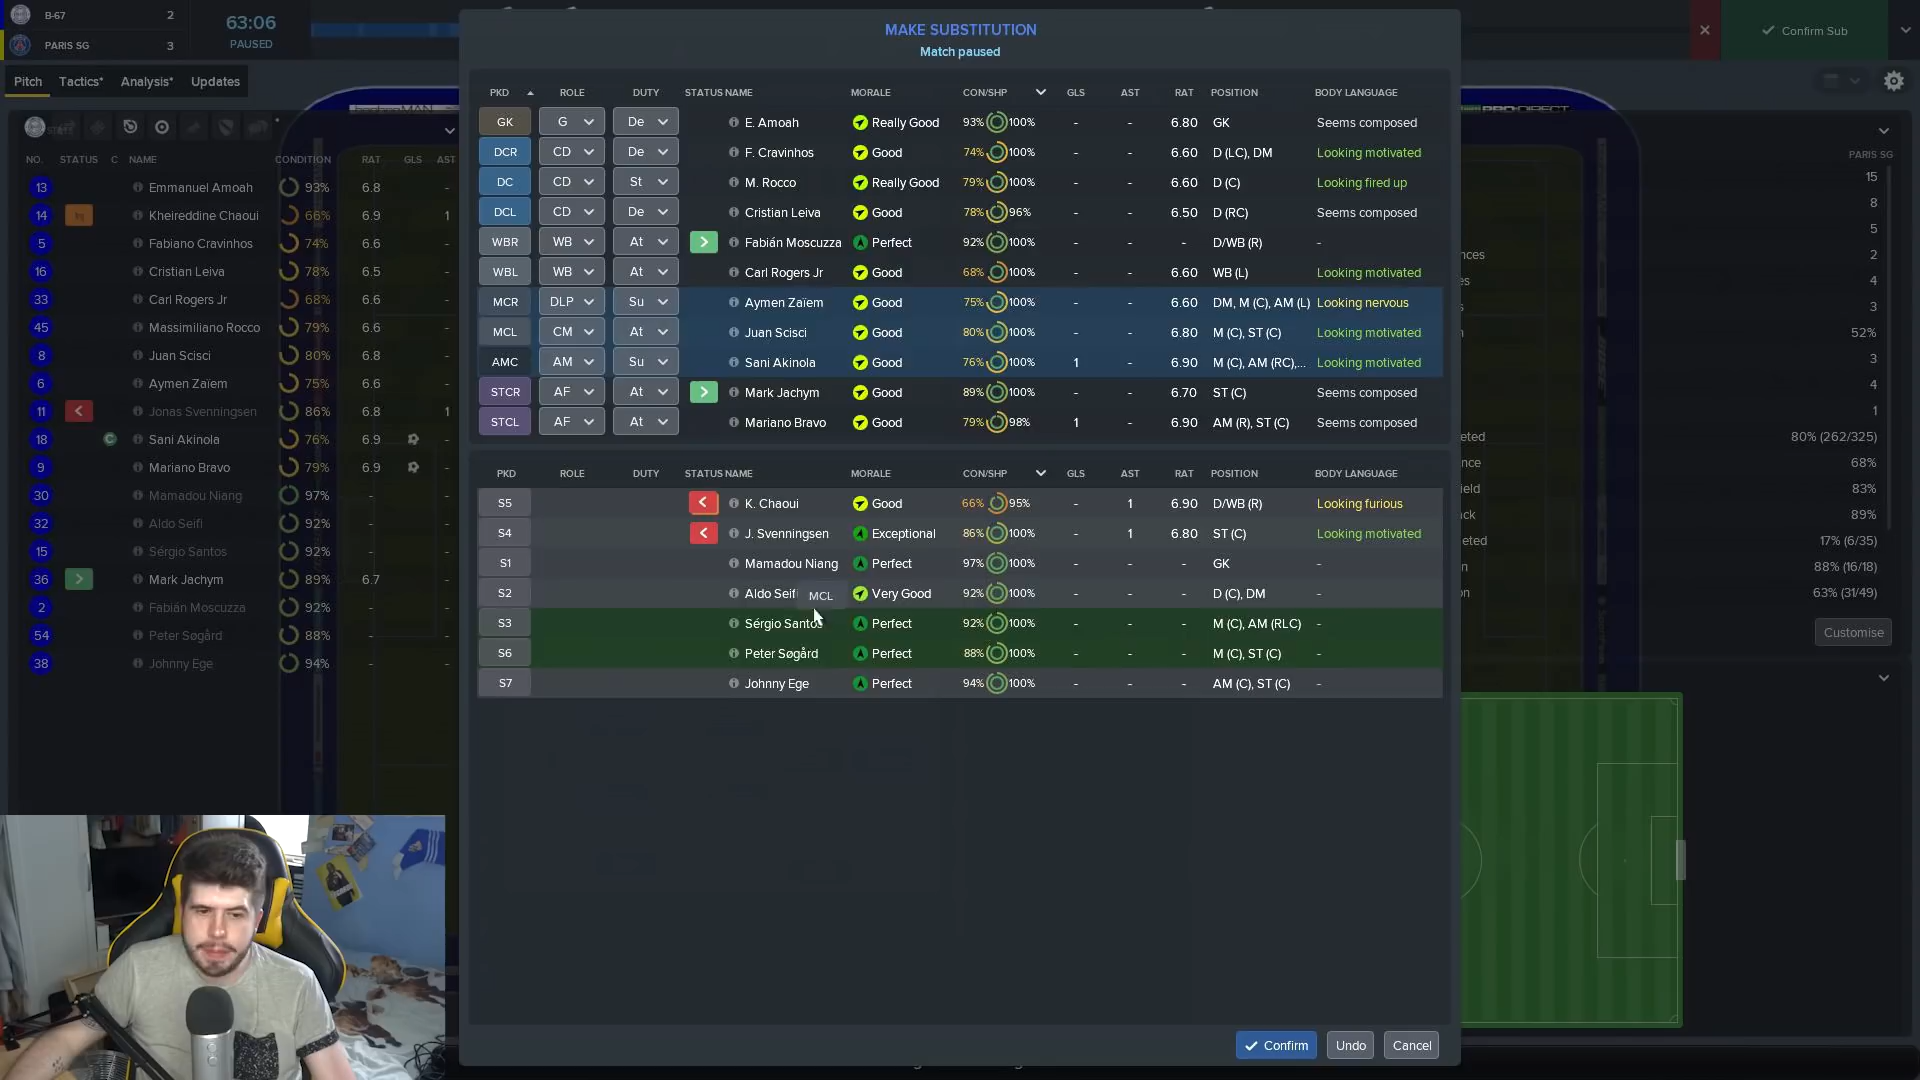 B-67 2
PARIS SG 3
63:06
PAUSED
Pitch Tactics* Analysis* Updates
NO. STATUS C NAME CONDITION RAT GLS AST
13 Emmanuel Amoah 93% 6.8 - -
14 Kheireddine Chaoui 66% 6.9 - 1
5 Fabiano Cravinhos 74% 6.6 - -
16 Cristian Leiva 78% 6.5 - -
33 Carl Rogers Jr 68% 6.6 - -
45 Massimiliano Rocco 79% 6.6 - -
8 Juan Scisci 80% 6.8 - -
6 Aymen Zaïem 75% 6.6 - -
11 Jonas Svenningsen 86% 6.8 - 1
18 C Sani Akinola 76% 6.9 -
9 Mariano Bravo 79% 6.9 -
30 Mamadou Niang 97% - - -
32 Aldo Seifi 92% - - -
15 Sérgio Santos 92% - - -
36 Mark Jachym 89% 6.7 - -
2 Fabián Moscuzza 92% - - -
54 Peter Søgård 88% - - -
38 Johnny Ege 94% - - -
MAKE SUBSTITUTION
Match paused
PKD ROLE DUTY STATUS NAME MORALE CON/SHP GLS AST RAT POSITION BODY LANGUAGE
GK G De E. Amoah Really Good 93% 100% - - 6.80 GK Seems composed
DCR CD De F. Cravinhos Good 74% 100% - - 6.60 D (LC), DM Looking motivated
DC CD St M. Rocco Really Good 79% 100% - - 6.60 D (C) Looking fired up
DCL CD De Cristian Leiva Good 78% 96% - - 6.50 D (RC) Seems composed
WBR WB At Fabián Moscuzza Perfect 92% 100% - - - D/WB (R) -
WBL WB At Carl Rogers Jr Good 68% 100% - - 6.60 WB (L) Looking motivated
MCR DLP Su Aymen Zaïem Good 75% 100% - - 6.60 DM, M (C), AM (L) Looking nervous
MCL CM At Juan Scisci Good 80% 100% - - 6.80 M (C), ST (C) Looking motivated
AMC AM Su Sani Akinola Good 76% 100% 1 - 6.90 M (C), AM (RC),... Looking motivated
STCR AF At Mark Jachym Good 89% 100% - - 6.70 ST (C) Seems composed
STCL AF At Mariano Bravo Good 79% 98% 1 - 6.90 AM (R), ST (C) Seems composed
PKD ROLE DUTY STATUS NAME MORALE CON/SHP GLS AST RAT POSITION BODY LANGUAGE
S5 K. Chaoui Good 66% 95% - 1 6.90 D/WB (R) Looking furious
S4 J. Svenningsen Exceptional 86% 100% - 1 6.80 ST (C) Looking motivated
S1 Mamadou Niang Perfect 97% 100% - - - GK -
S2 Aldo Seifi MCL Very Good 92% 100% - - - D (C), DM -
S3 Sérgio Santos Perfect 92% 100% - - - M (C), AM (RLC) -
S6 Peter Søgård Perfect 88% 100% - - - M (C), ST (C) -
S7 Johnny Ege Perfect 94% 100% - - - AM (C), ST (C) -
Confirm Undo Cancel
Confirm Sub
PRO:DIRECT
PARIS SG
15
8
5
nces 2
es 4
s 3
52%
3
4
1
eted 80% (262/325)
nce 68%
ield 83%
ck 89%
eted 17% (6/35)
n 88% (16/18)
n 63% (31/49)
Customise